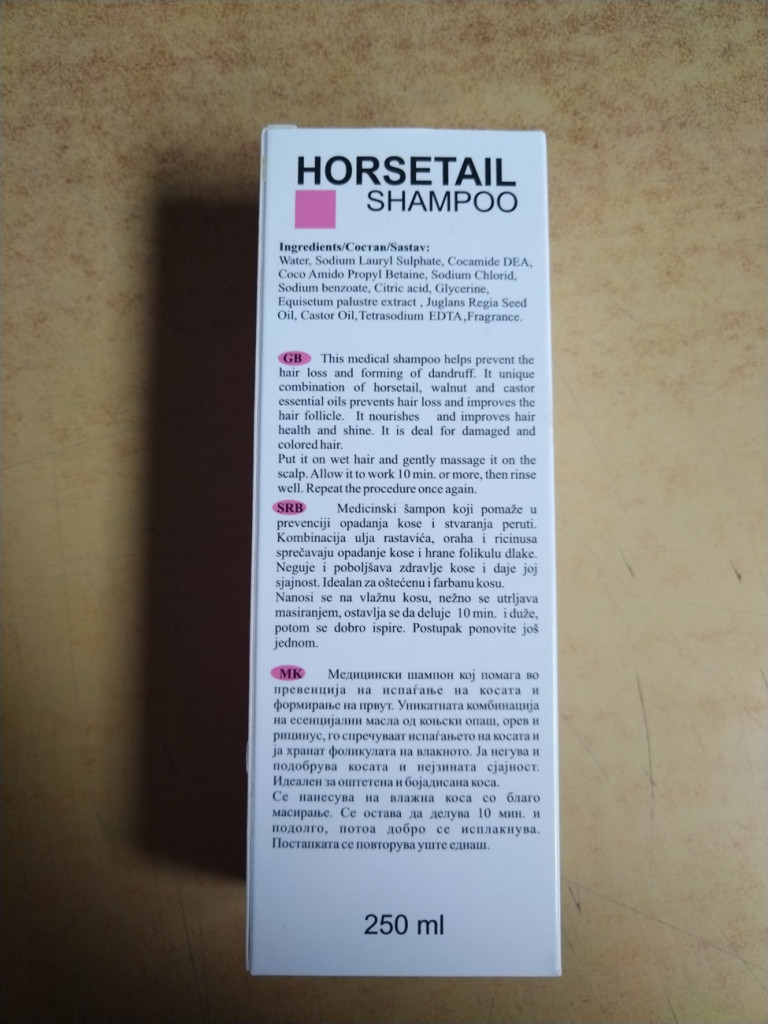 HORSETAIL
SHAMPOO
Ingredients/Состав/Sastav:
Water, Sodium Lauryl Sulphate, Cocamide DEA,
Coco Amido Propyl Betaine, Sodium Chlorid,
Sodium benzoate, Citric acid, Glycerine,
Equisetum palustre extract , Juglans Regia Seed
Oil, Castor Oil,Tetrasodium EDTA,Fragrance.
GB This medical shampoo helps prevent the
hair loss and forming of dandruff. It unique
combination of horsetail, walnut and castor
essential oils prevents hair loss and improves the
hair follicle. It nourishes and improves hair
health and shine. It is deal for damaged and
colored hair.
Put it on wet hair and gently massage it on the
scalp. Allow it to work 10 min. or more, then rinse
well. Repeat the procedure once again.
SRB Medicinski šampon koji pomaže u
prevenciji opadanja kose i stvaranja peruti.
Kombinacija ulja rastavića, oraha i ricinusa
sprečavaju opadanje kose i hrane folikulu dlake.
Neguje i poboljšava zdravlje kose i daje joj
sjajnost. Idealan za oštećenu i farbanu kosu.
Nanosi se na vlažnu kosu, nežno se utrljava
masiranjem, ostavlja se da deluje 10 min. i duže,
potom se dobro ispire. Postupak ponovite još
jednom.
MK Медицински шампон кој помага во
превенција на испаѓање на косата и
формирање на првут. Уникатната комбинација
на есенцијални масла од коњски опаш, орев и
рицинус, го спречуваат испаѓањето на косата и
ја хранат фоликулата на влакното. Ја негува и
подобрува косата и нејзината сјајност.
Идеален за оштетена и бојадисана коса.
Се нанесува на влажна коса со благо
масирање. Се остава да делува 10 мин. и
подолго, потоа добро се исплакнува.
Постапката се повторува уште еднаш.
250 ml